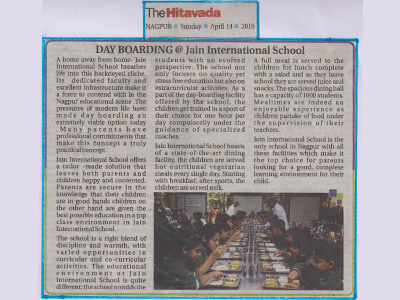 The Hitavada
NAGPUR Sunday April 14 2019
DAY BOARDING @ Jain International School
A home away from home- Jain
International School breathes
life into this hackneyed cliche.
Its dedicated faculty and
excellent infrastructure make it
a force to contend with in the
Nagpur educational scene .The
pressures of modern life have
made day boarding an
extremely viable option today
. Many parents have
professional commitments that
make this concept a truly
practical concept.
Jain International School offers
a tailor -made solution that
leaves both parents and
children happy and contented.
Parents are secure in the
knowledge that their children
are in good hands children on
the other hand are given the
best possible education in a top
class environment in Jain
International School.
The school is a right blend of
discipline and warmth, with
varied opportunities in
curricular and co-curricular
activities. The educational
environment at Jain
International School is quite
different; the school moulds the
students with an evolved
perspective. The school not
only focuses on quality yet
stress free education but also on
extracurricular activities. As a
part of the day-boarding facility
offered by the school, the
children get trained in a sport of
their choice for one hour per
day compulsorily under the
guidance of specialized
coaches.
Jain International School boasts
of a state-of-the-art dining
facility, the children are served
hot nutritional vegetarian
meals every single day. Starting
with breakfast, after sports, the
children are served milk.
A full meal is served to the
children for lunch complete
with a salad and as they leave
school they are served juice and
snacks. The spacious dining hall
has a capacity of 1000 students.
Mealtimes are indeed an
enjoyable experience as
children partake of food under
the supervision of their
teachers.
Jain International School is the
only school in Nagpur with all
these facilities which make it
the top choice for parents
looking for a good, complete
learning environment for their
child.